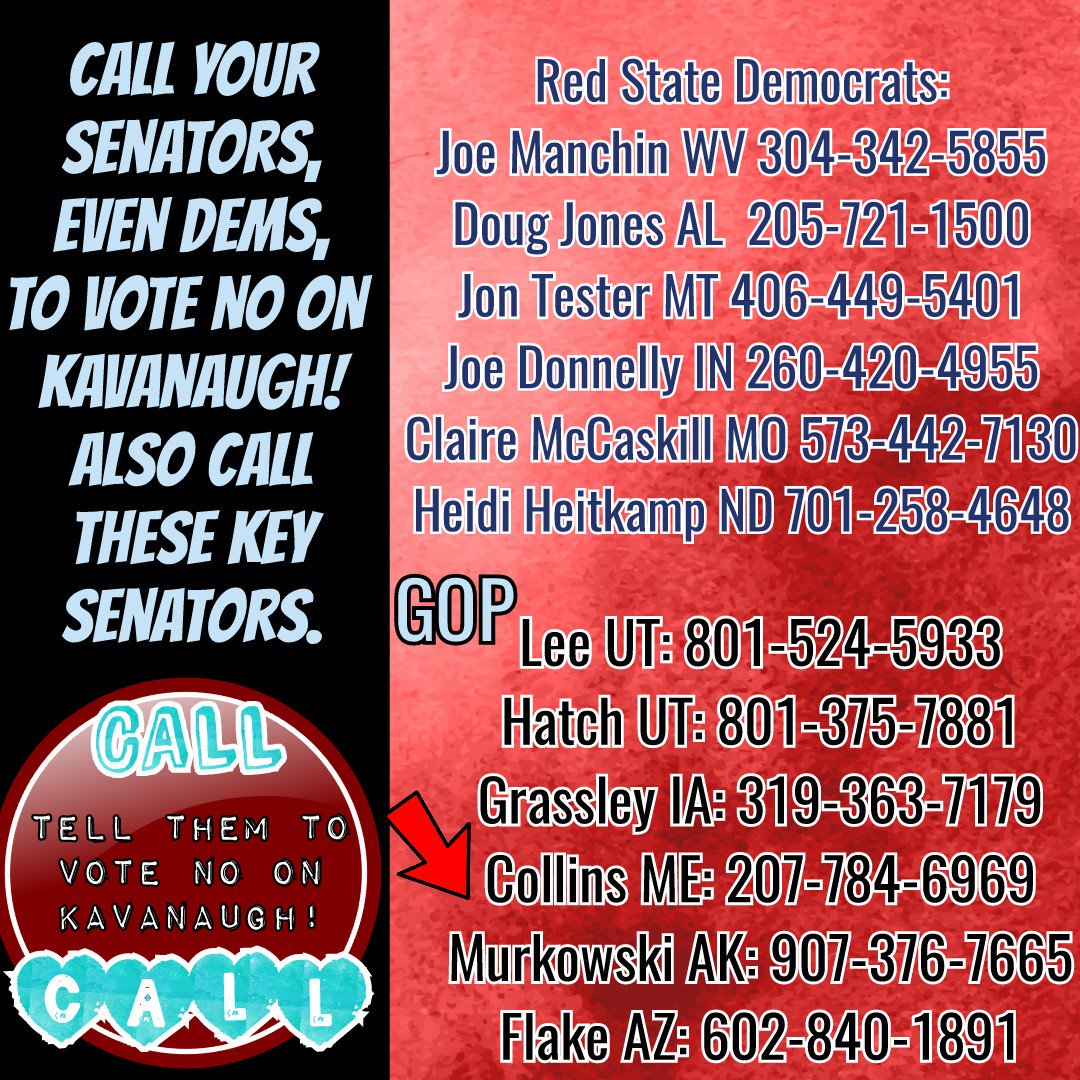 CALL YOUR
SENATORS,
EVEN DEMS,
TO VOTE NO ON
KAVANAUGH!
ALSO CALL
THESE KEY
SENATORS.
CALL
TELL THEM TO
VOTE NO ON
KAVANAUGH!
CALL
Red State Democrats:
Joe Manchin WV 304-342-5855
Doug Jones AL 205-721-1500
Jon Tester MT 406-449-5401
Joe Donnelly IN 260-420-4955
Claire McCaskill MO 573-442-7130
Heidi Heitkamp ND 701-258-4648
GOP
Lee UT: 801-524-5933
Hatch UT: 801-375-7881
Grassley IA: 319-363-7179
Collins ME: 207-784-6969
Murkowski AK: 907-376-7665
Flake AZ: 602-840-1891